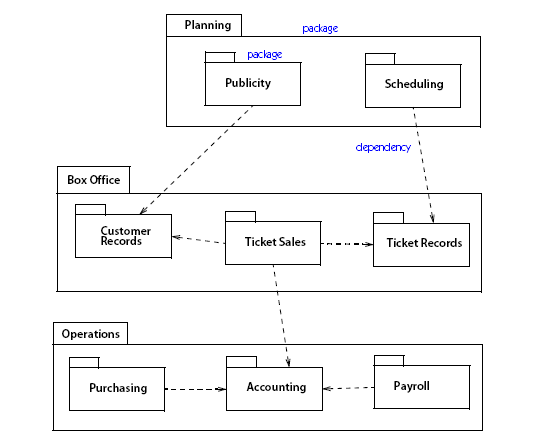 Planning
package
package
Publicity
Scheduling
dependency
Box Office
Customer
Records
Ticket Sales
Ticket Records
Operations
Purchasing
Accounting
Payroll